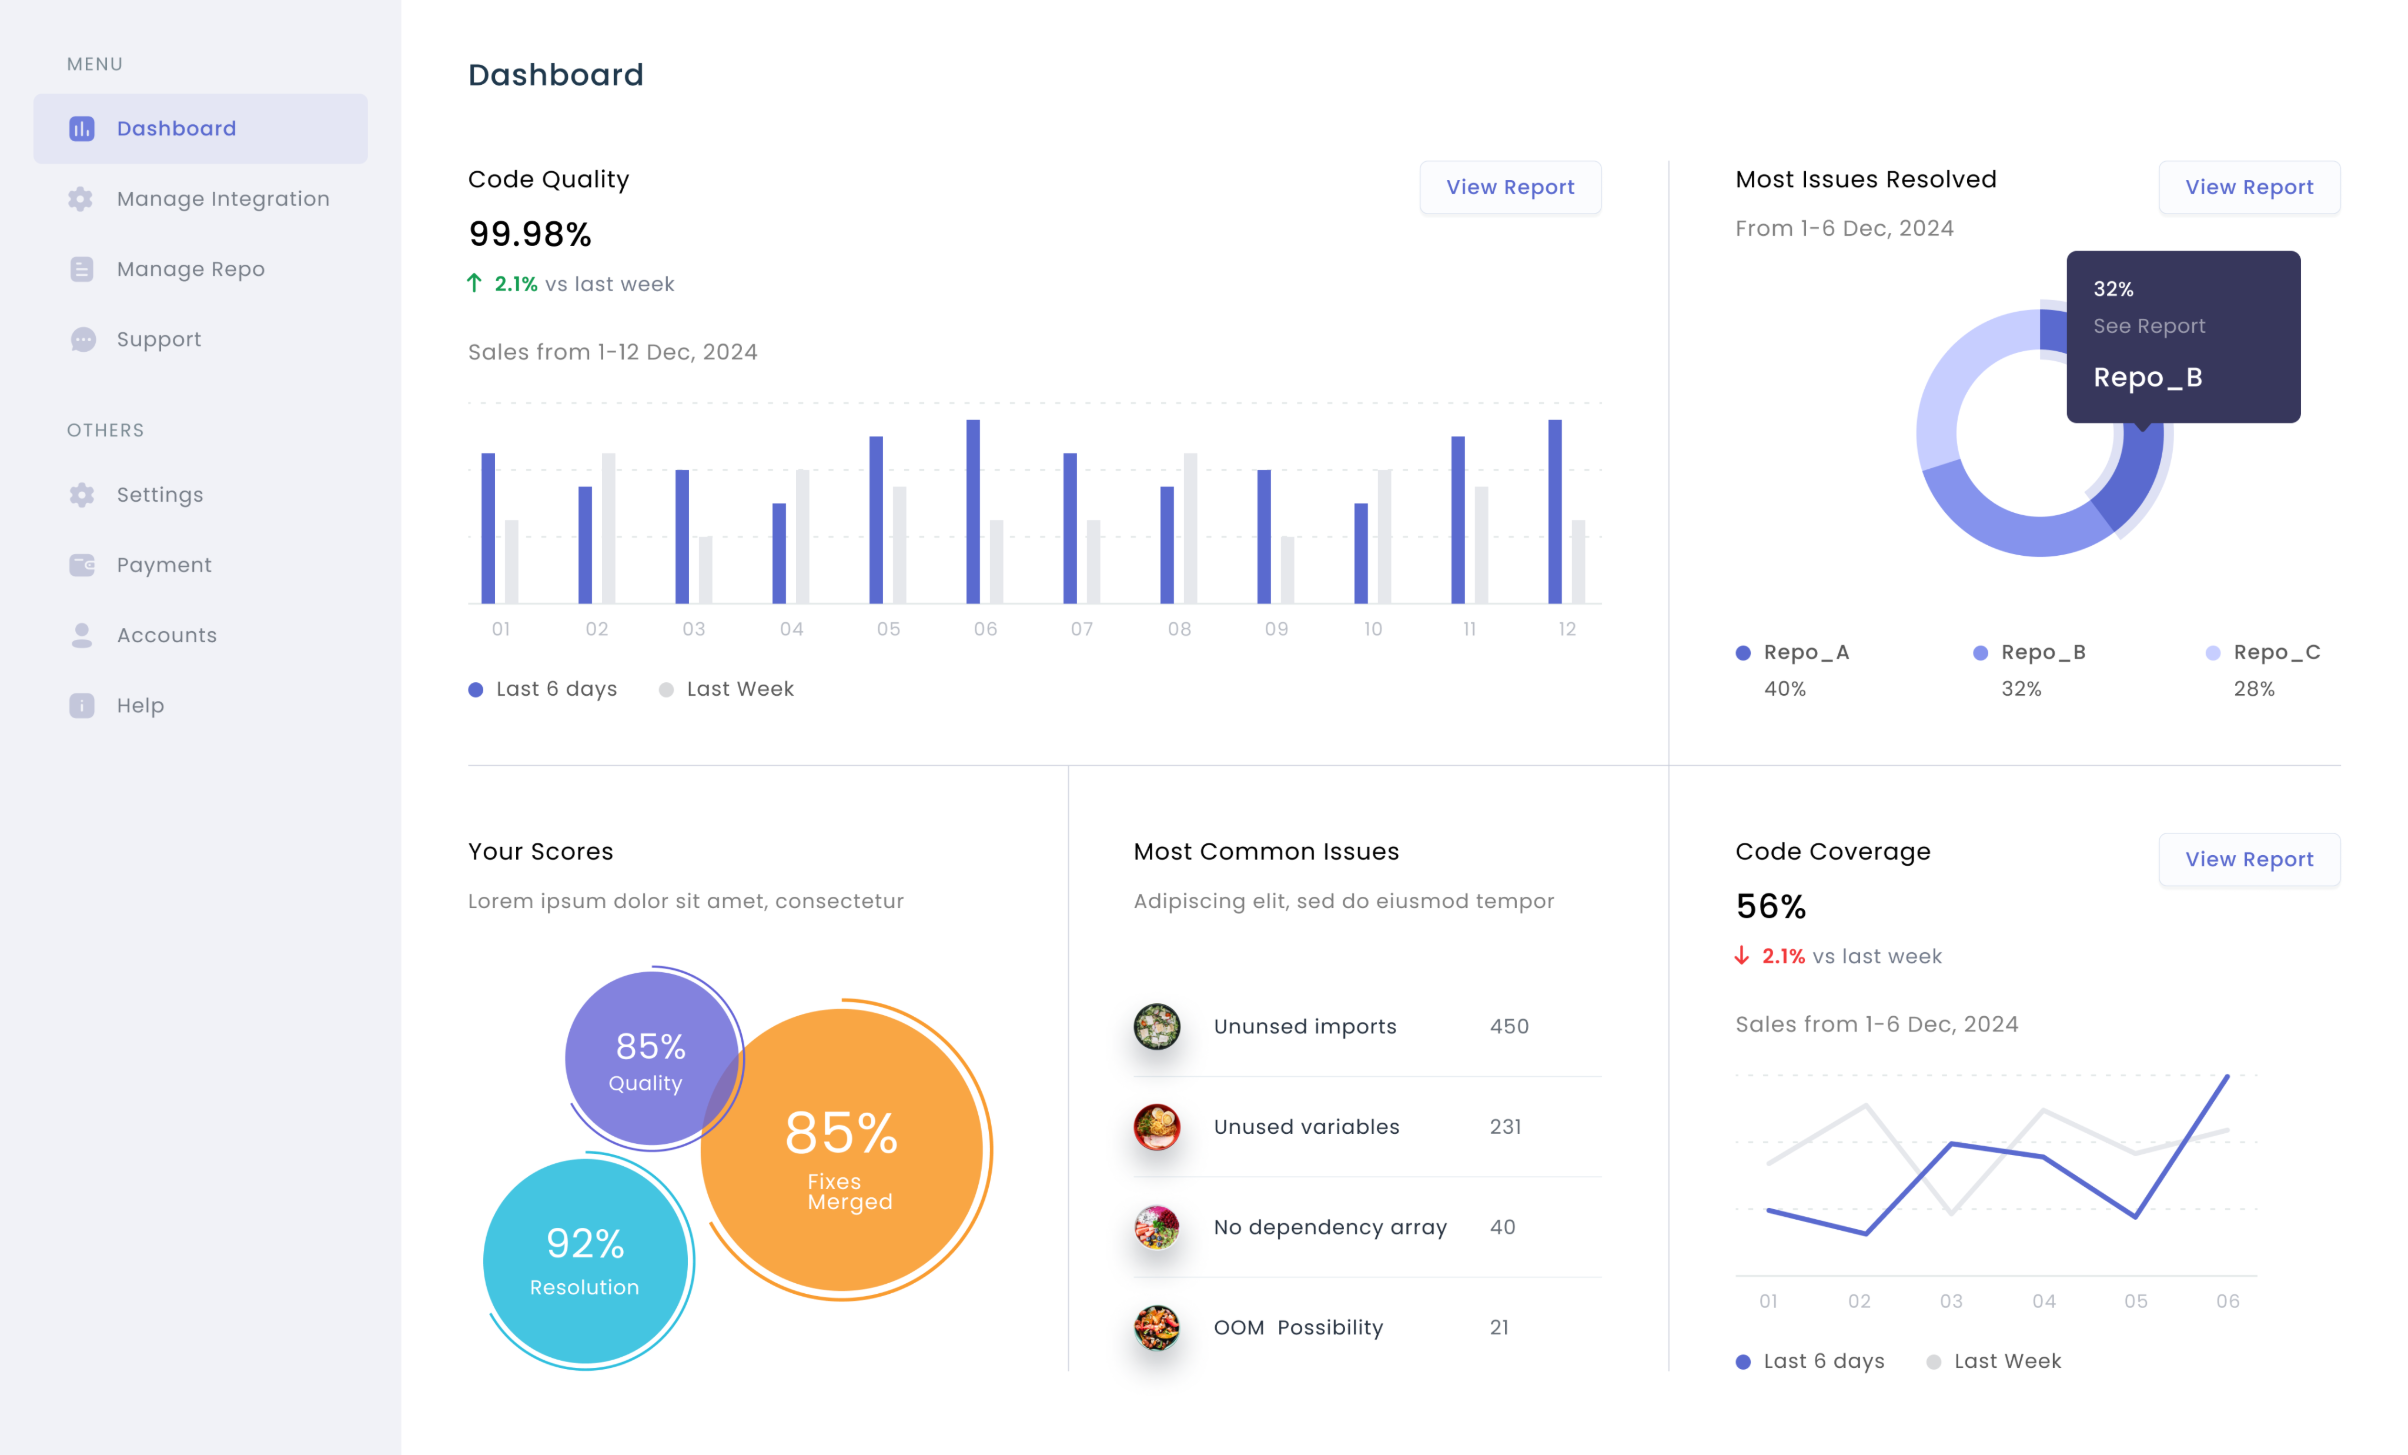 MENU
Dashboard
Manage Integration
Manage Repo
Support
OTHERS
Settings
Payment
Accounts
Help
Dashboard
Code Quality
View Report
99.98%
2.1% vs last week
Sales from 1-12 Dec, 2024
01 02 03 04 05 06 07 08 09 10 11 12
Last 6 days Last Week
Most Issues Resolved
View Report
From 1-6 Dec, 2024
32%
See Report
Repo_B
Repo_A Repo_B Repo_C
40% 32% 28%
Your Scores
Lorem ipsum dolor sit amet, consectetur
85%
Quality
85%
Fixes
Merged
92%
Resolution
Most Common Issues
Adipiscing elit, sed do eiusmod tempor
Ununsed imports 450
Unused variables 231
No dependency array 40
OOM Possibility 21
Code Coverage
View Report
56%
2.1% vs last week
Sales from 1-6 Dec, 2024
01 02 03 04 05 06
Last 6 days Last Week